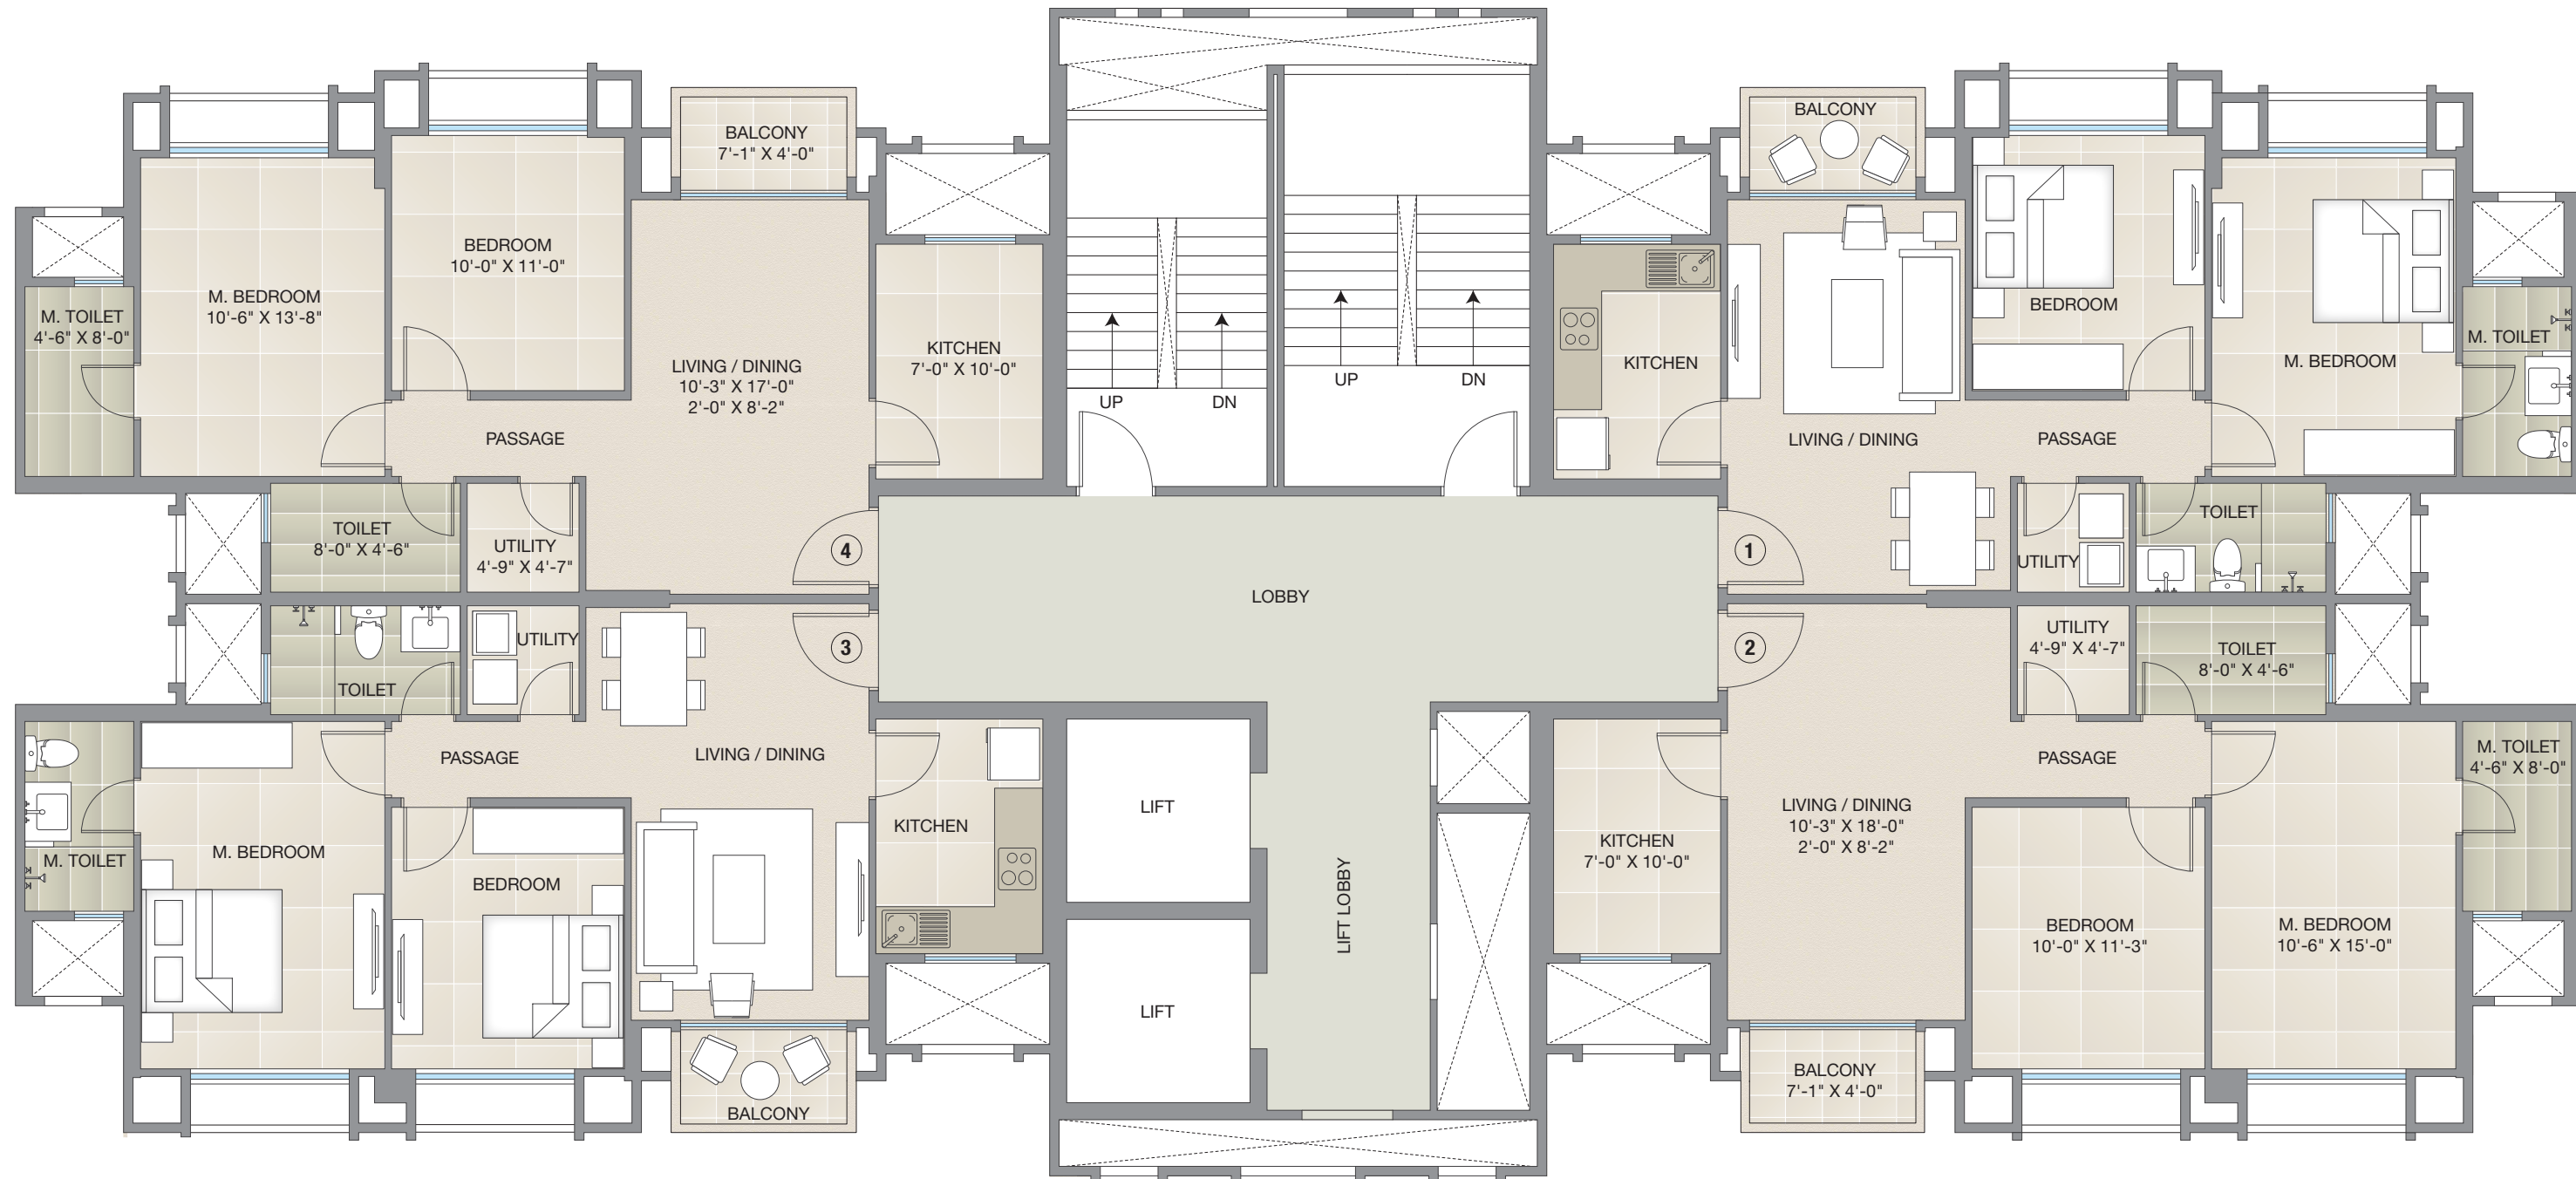 BALCONY
7'-1" X 4'-0"
BEDROOM
10'-0" X 11'-0"
M. BEDROOM
10'-6" X 13'-8"
M. TOILET
4'-6" X 8'-0"
LIVING / DINING
10'-3" X 17'-0"
2'-0" X 8'-2"
KITCHEN
7'-0" X 10'-0"
PASSAGE
TOILET
8'-0" X 4'-6"
UTILITY
4'-9" X 4'-7"
4
UP
DN
UP
DN
BALCONY
BEDROOM
M. BEDROOM
M. TOILET
KITCHEN
LIVING / DINING
PASSAGE
TOILET
UTILITY
1
LOBBY
3
UTILITY
TOILET
PASSAGE
LIVING / DINING
KITCHEN
M. BEDROOM
M. TOILET
BEDROOM
BALCONY
LIFT
LIFT
LIFT LOBBY
2
UTILITY
4'-9" X 4'-7"
TOILET
8'-0" X 4'-6"
PASSAGE
M. TOILET
4'-6" X 8'-0"
LIVING / DINING
10'-3" X 18'-0"
2'-0" X 8'-2"
KITCHEN
7'-0" X 10'-0"
BEDROOM
10'-0" X 11'-3"
M. BEDROOM
10'-6" X 15'-0"
BALCONY
7'-1" X 4'-0"